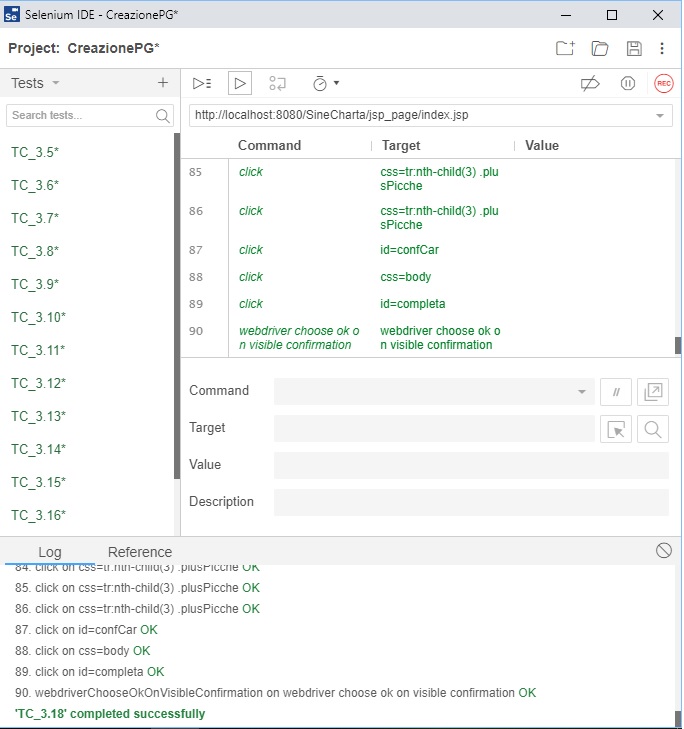 Se Selenium IDE - CreazionePG*
Project: CreazionePG*
Tests
REC
Search tests...
http://localhost:8080/SineCharta/jsp_page/index.jsp
Command Target Value
TC_3.5*
TC_3.6*
TC_3.7*
TC_3.8*
TC_3.9*
TC_3.10*
TC_3.11*
TC_3.12*
TC_3.13*
TC_3.14*
TC_3.15*
TC_3.16*
85 click css=tr:nth-child(3) .plu
sPicche
86 click css=tr:nth-child(3) .plu
sPicche
87 click id=confCar
88 click css=body
89 click id=completa
90 webdriver choose ok o webdriver choose ok o
n visible confirmation n visible confirmation
Command //
Target
Value
Description
Log Reference
84. click on css=tr:nth-child(3) .plusPicche OK
85. click on css=tr:nth-child(3) .plusPicche OK
86. click on css=tr:nth-child(3) .plusPicche OK
87. click on id=confCar OK
88. click on css=body OK
89. click on id=completa OK
90. webdriverChooseOkOnVisibleConfirmation on webdriver choose ok on visible confirmation OK
'TC_3.18' completed successfully